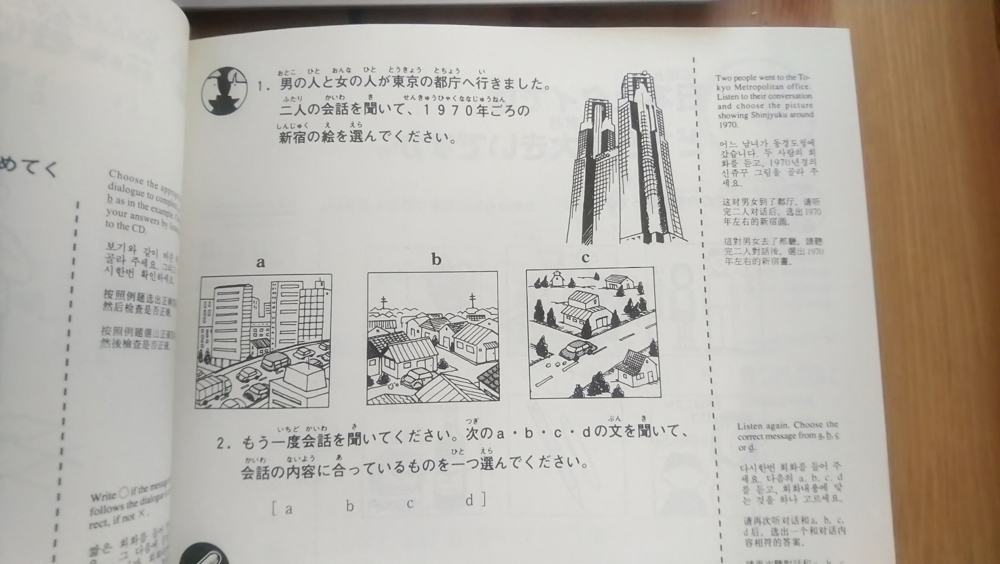 めてく
Choose the
dialogue to complete
b as in the example.
your answers by
to the CD.
보기와 같이 바른
골라 주세요. 그리고
시한번 확인하세요
按照例题选出正確
然后检查是否正確.
按照例題選出正確
然後檢查是否正確.
Write ○ if the message
follows the dialogue
rect, if not ×.
짧은 회화를 듣어
그 다음에
おとこ ひと おんな ひと とうきょう とちょう い
1. 男の人と女の人が東京の都庁へ行きました。
ふたり かいわ き せんきゅうひゃくななじゅうねん
二人の会話を聞いて、1970年ごろの
しんじゅく え えら
新宿の絵を選んでください。
a b c
いちど かいわ き つぎ ぶん き
2. もう一度会話を聞いてください。次のa・b・c・dの文を聞いて、
かいわ ないよう あ ひと えら
会話の内容に合っているものを一つ選んでください。
[ a b c d ]
Two people went to the To-
kyo Metropolitan office.
Listen to their conversation
and choose the picture
showing Shinjyuku around
1970.
어느 남녀가 동경도청에
갔습니다. 두 사람의 회
화를 듣고, 1970년경의
신쥬꾸 그림을 골라 주
세요.
这对男女到了都厅. 请听
完二人对话后, 选出1970
年左右的新宿画.
這對男女去了都廳. 請聽
完二人對話後, 選出1970
年左右的新宿畫.
Listen again. Choose the
correct message from a, b, c
or d.
다시한번 회화를 들어 주
세요. 다음의 a. b. c. d
를 듣고, 회화내용에 맞
는 것을 하나 고르세요.
请再次听对话和a, b, c,
d后, 选出一个和对话内
容相符的答案.
請再次聽對話和a, b, c